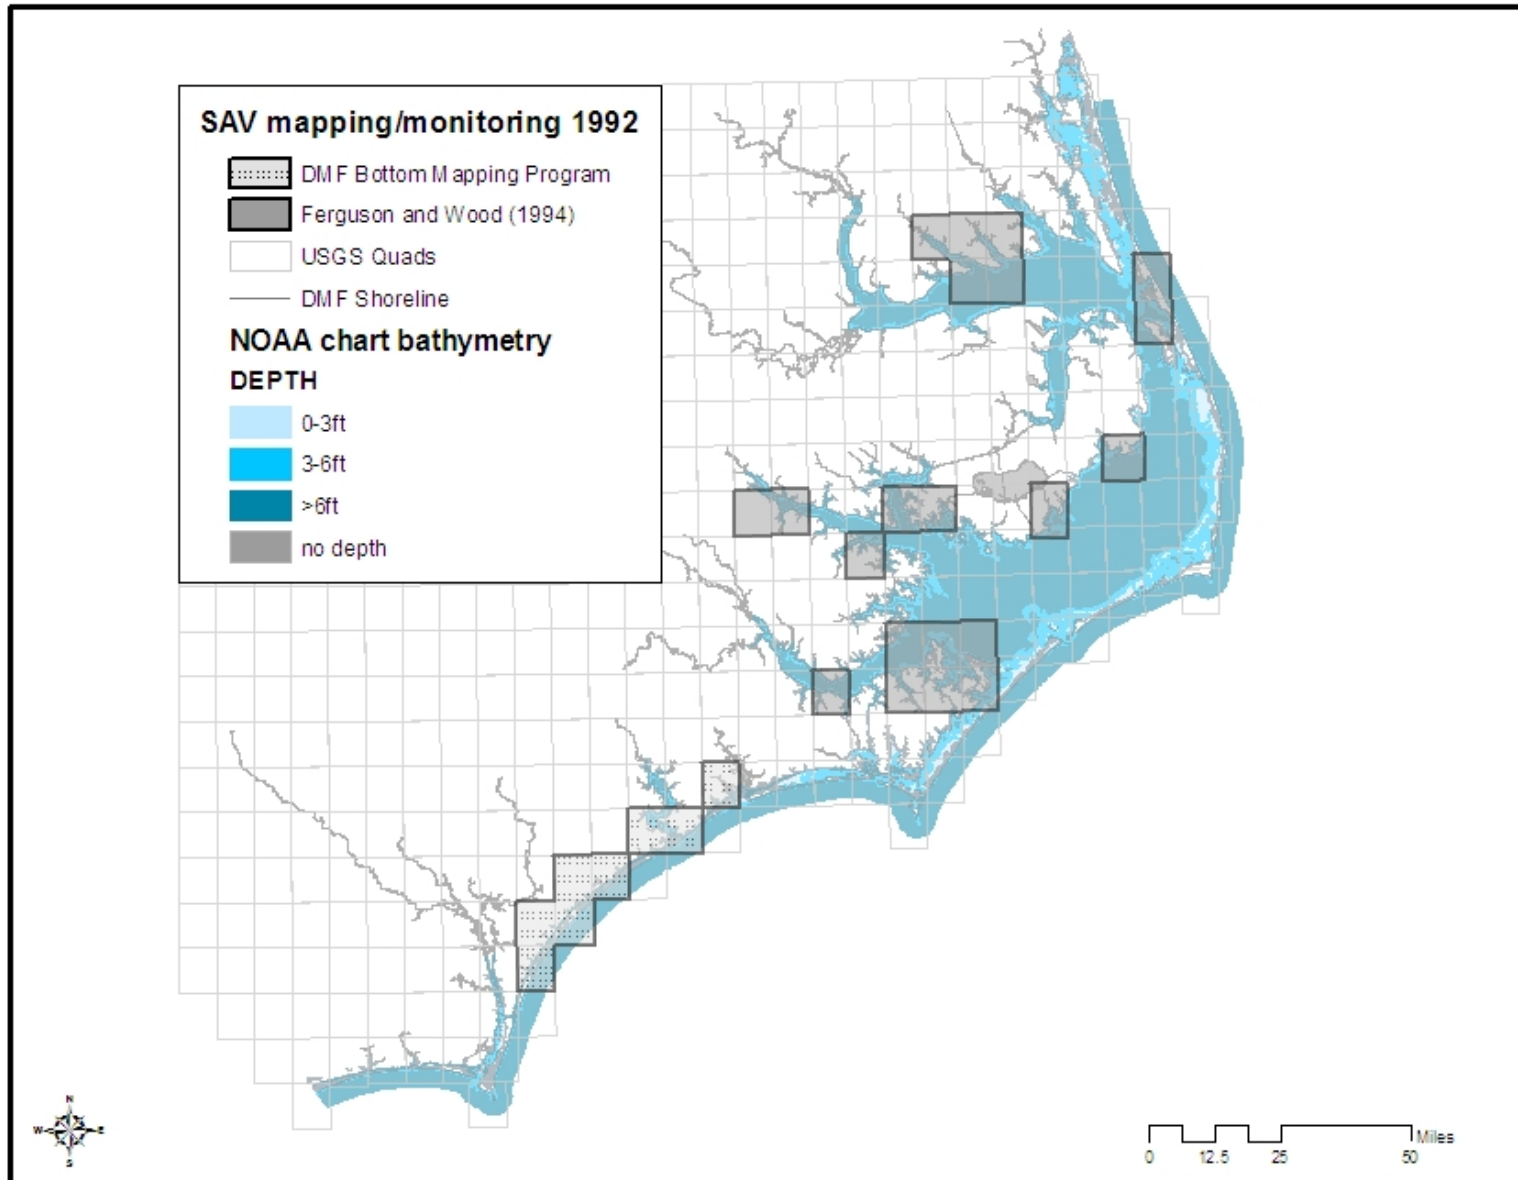 SAV mapping/monitoring 1992
DMF Bottom Mapping Program
Ferguson and Wood (1994)
USGS Quads
DMF Shoreline
NOAA chart bathymetry
DEPTH
0-3ft
3-6ft
>6ft
no depth
N
W E
S
Miles
0 12.5 25 50